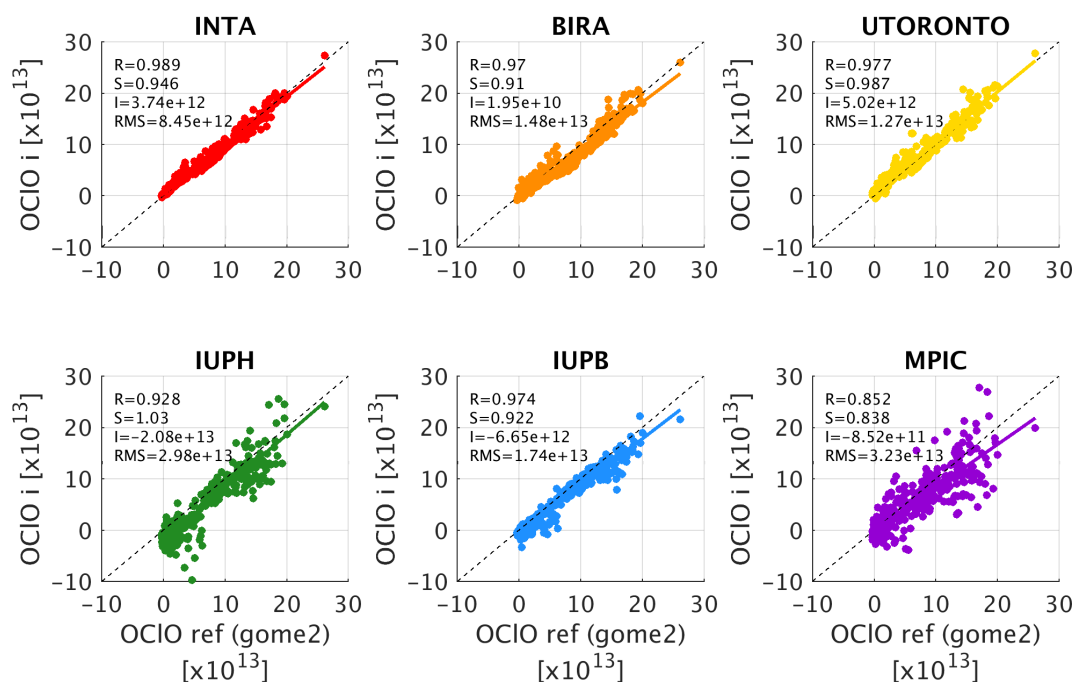 INTA
R=0.989
S=0.946
I=3.74e+12
RMS=8.45e+12
OClO i [x10^13]
30
20
10
0
−10
−10 0 10 20 30
BIRA
R=0.97
S=0.91
I=1.95e+10
RMS=1.48e+13
OClO i [x10^13]
30
20
10
0
−10
−10 0 10 20 30
UTORONTO
R=0.977
S=0.987
I=5.02e+12
RMS=1.27e+13
OClO i [x10^13]
30
20
10
0
−10
−10 0 10 20 30
IUPH
R=0.928
S=1.03
I=−2.08e+13
RMS=2.98e+13
OClO i [x10^13]
30
20
10
0
−10
−10 0 10 20 30
OClO ref (gome2)
[x10^13]
IUPB
R=0.974
S=0.922
I=−6.65e+12
RMS=1.74e+13
OClO i [x10^13]
30
20
10
0
−10
−10 0 10 20 30
OClO ref (gome2)
[x10^13]
MPIC
R=0.852
S=0.838
I=−8.52e+11
RMS=3.23e+13
OClO i [x10^13]
30
20
10
0
−10
−10 0 10 20 30
OClO ref (gome2)
[x10^13]